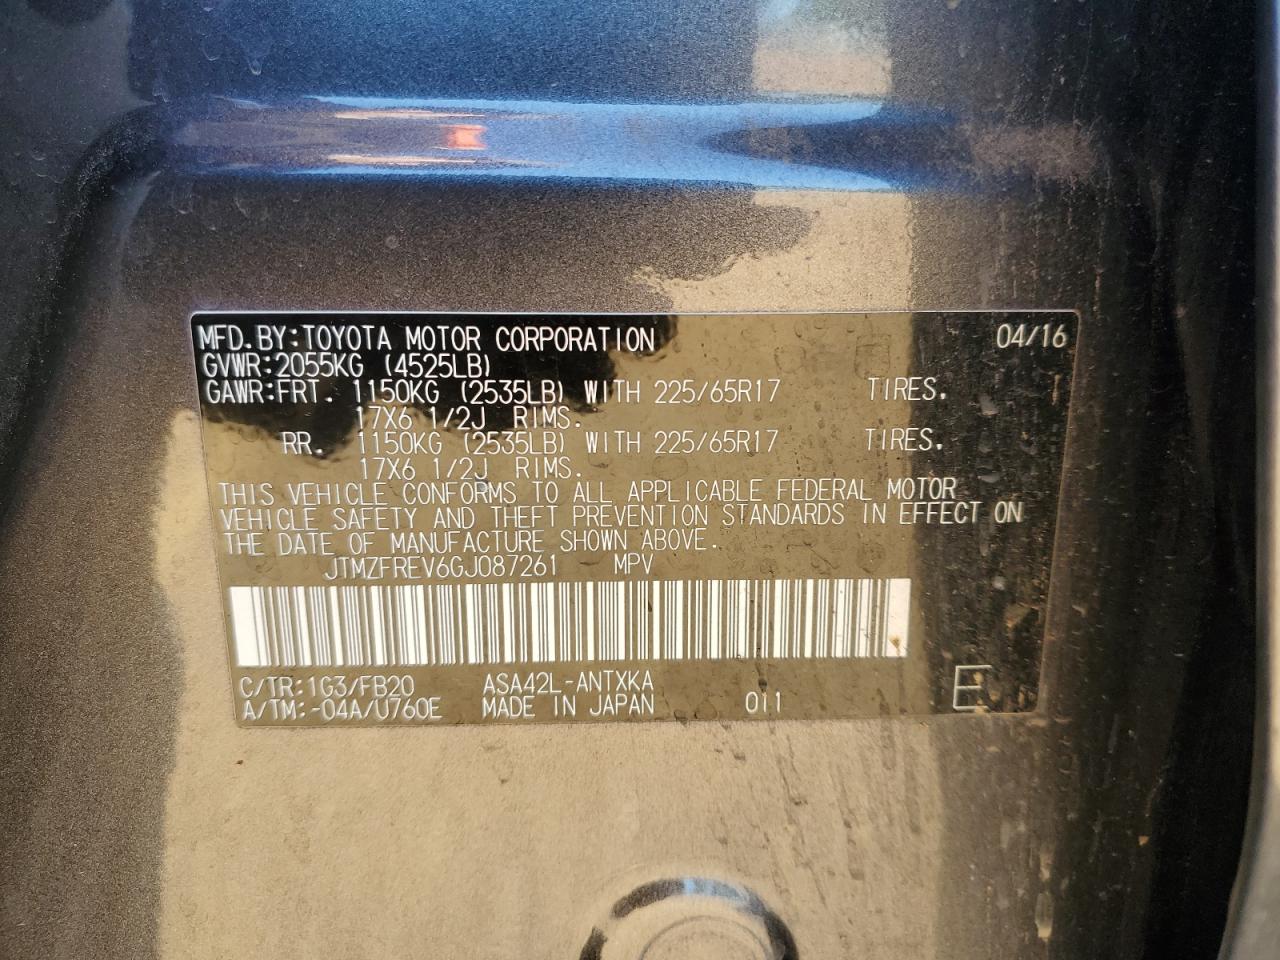 MFD.BY:TOYOTA MOTOR CORPORATION 04/16
GVWR:2055KG (4525LB)
GAWR:FRT. 1150KG (2535LB) WITH 225/65R17 TIRES.
17X6 1/2J RIMS.
RR. 1150KG (2535LB) WITH 225/65R17 TIRES.
17X6 1/2J RIMS.
THIS VEHICLE CONFORMS TO ALL APPLICABLE FEDERAL MOTOR
VEHICLE SAFETY AND THEFT PREVENTION STANDARDS IN EFFECT ON
THE DATE OF MANUFACTURE SHOWN ABOVE.
JTMZFREV6GJ087261 MPV
C/TR:1G3/FB20 ASA42L-ANTXKA
A/TM:-04A/U760E MADE IN JAPAN 011 E